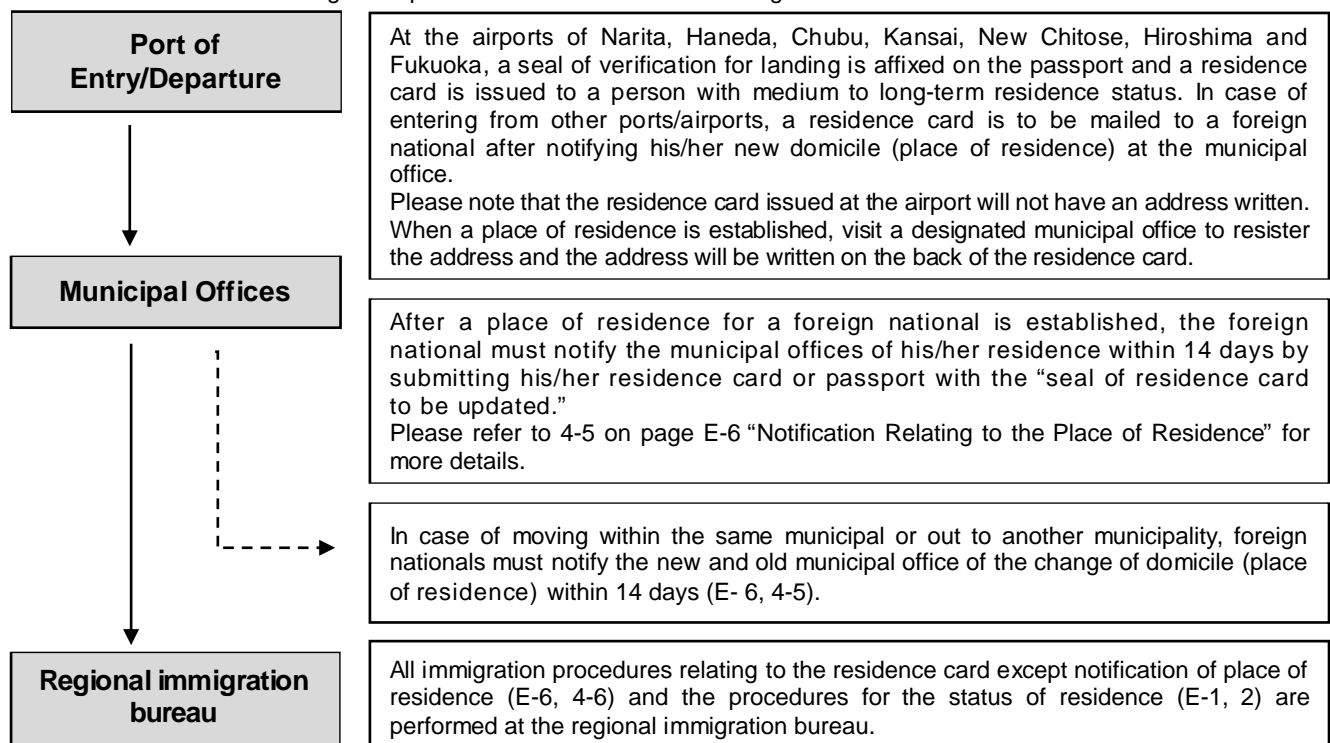 Port of
Entry/Departure
At the airports of Narita, Haneda, Chubu, Kansai, New Chitose, Hiroshima and
Fukuoka, a seal of verification for landing is affixed on the passport and a residence
card is issued to a person with medium to long-term residence status. In case of
entering from other ports/airports, a residence card is to be mailed to a foreign
national after notifying his/her new domicile (place of residence) at the municipal
office.
Please note that the residence card issued at the airport will not have an address written.
When a place of residence is established, visit a designated municipal office to resister
the address and the address will be written on the back of the residence card.
Municipal Offices
After a place of residence for a foreign national is established, the foreign
national must notify the municipal offices of his/her residence within 14 days by
submitting his/her residence card or passport with the “seal of residence card
to be updated.”
Please refer to 4-5 on page E-6 “Notification Relating to the Place of Residence” for
more details.
In case of moving within the same municipal or out to another municipality, foreign
nationals must notify the new and old municipal office of the change of domicile (place
of residence) within 14 days (E- 6, 4-5).
Regional immigration
bureau
All immigration procedures relating to the residence card except notification of place of
residence (E-6, 4-6) and the procedures for the status of residence (E-1, 2) are
performed at the regional immigration bureau.